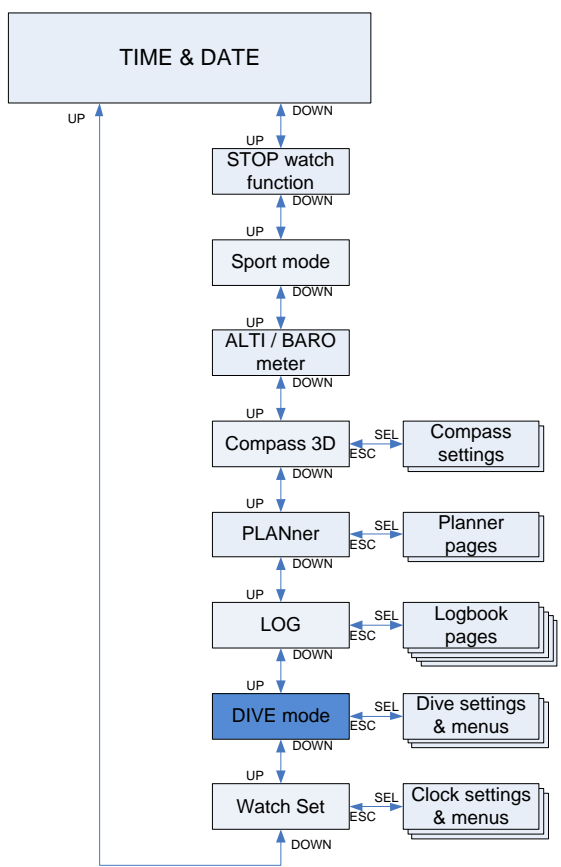 TIME & DATE
UP
DOWN
UP
STOP watch
function
DOWN
UP
Sport mode
DOWN
UP
ALTI / BARO
meter
DOWN
UP
Compass 3D
SEL
ESC
Compass
settings
DOWN
UP
PLANner
SEL
ESC
Planner
pages
DOWN
UP
LOG
SEL
ESC
Logbook
pages
DOWN
UP
DIVE mode
SEL
ESC
Dive settings
& menus
DOWN
UP
Watch Set
SEL
ESC
Clock settings
& menus
DOWN